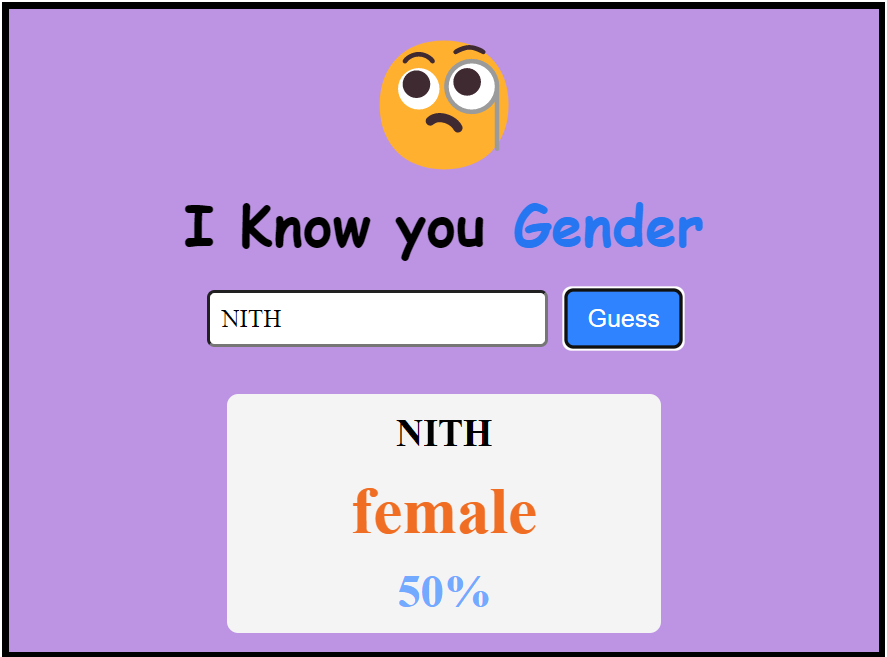 I Know you Gender
NITH Guess
NITH
female
50%